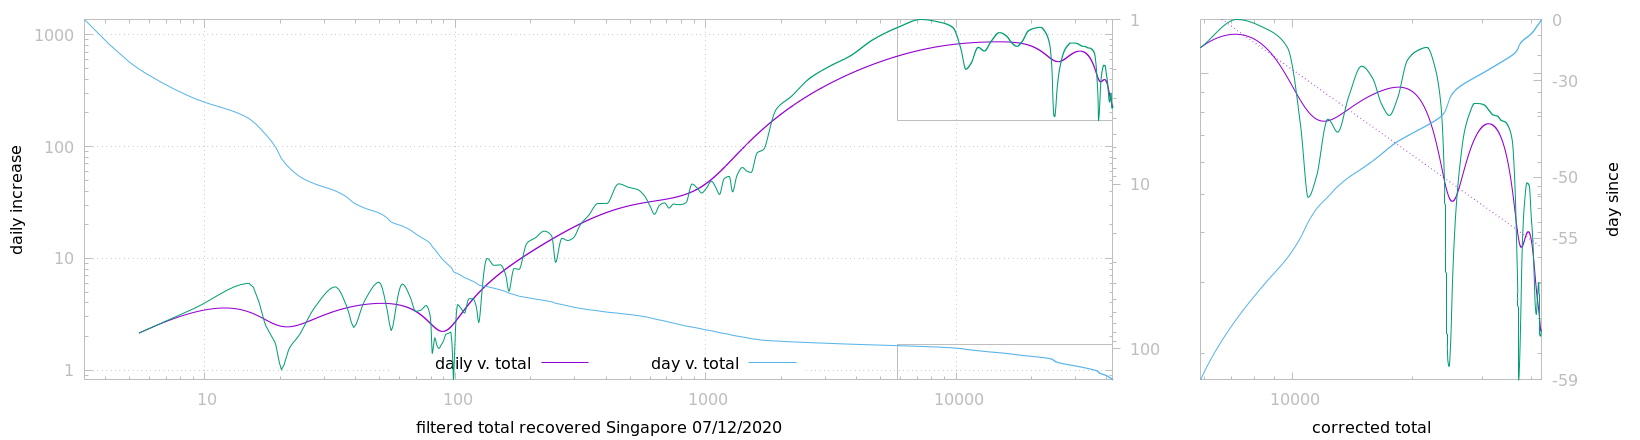 1000
100
10
1
daily increase
10
100
1000
10000
1
10
100
daily v. total
day v. total
filtered total recovered Singapore 07/12/2020
0
-30
-50
-55
-59
day since
10000
corrected total